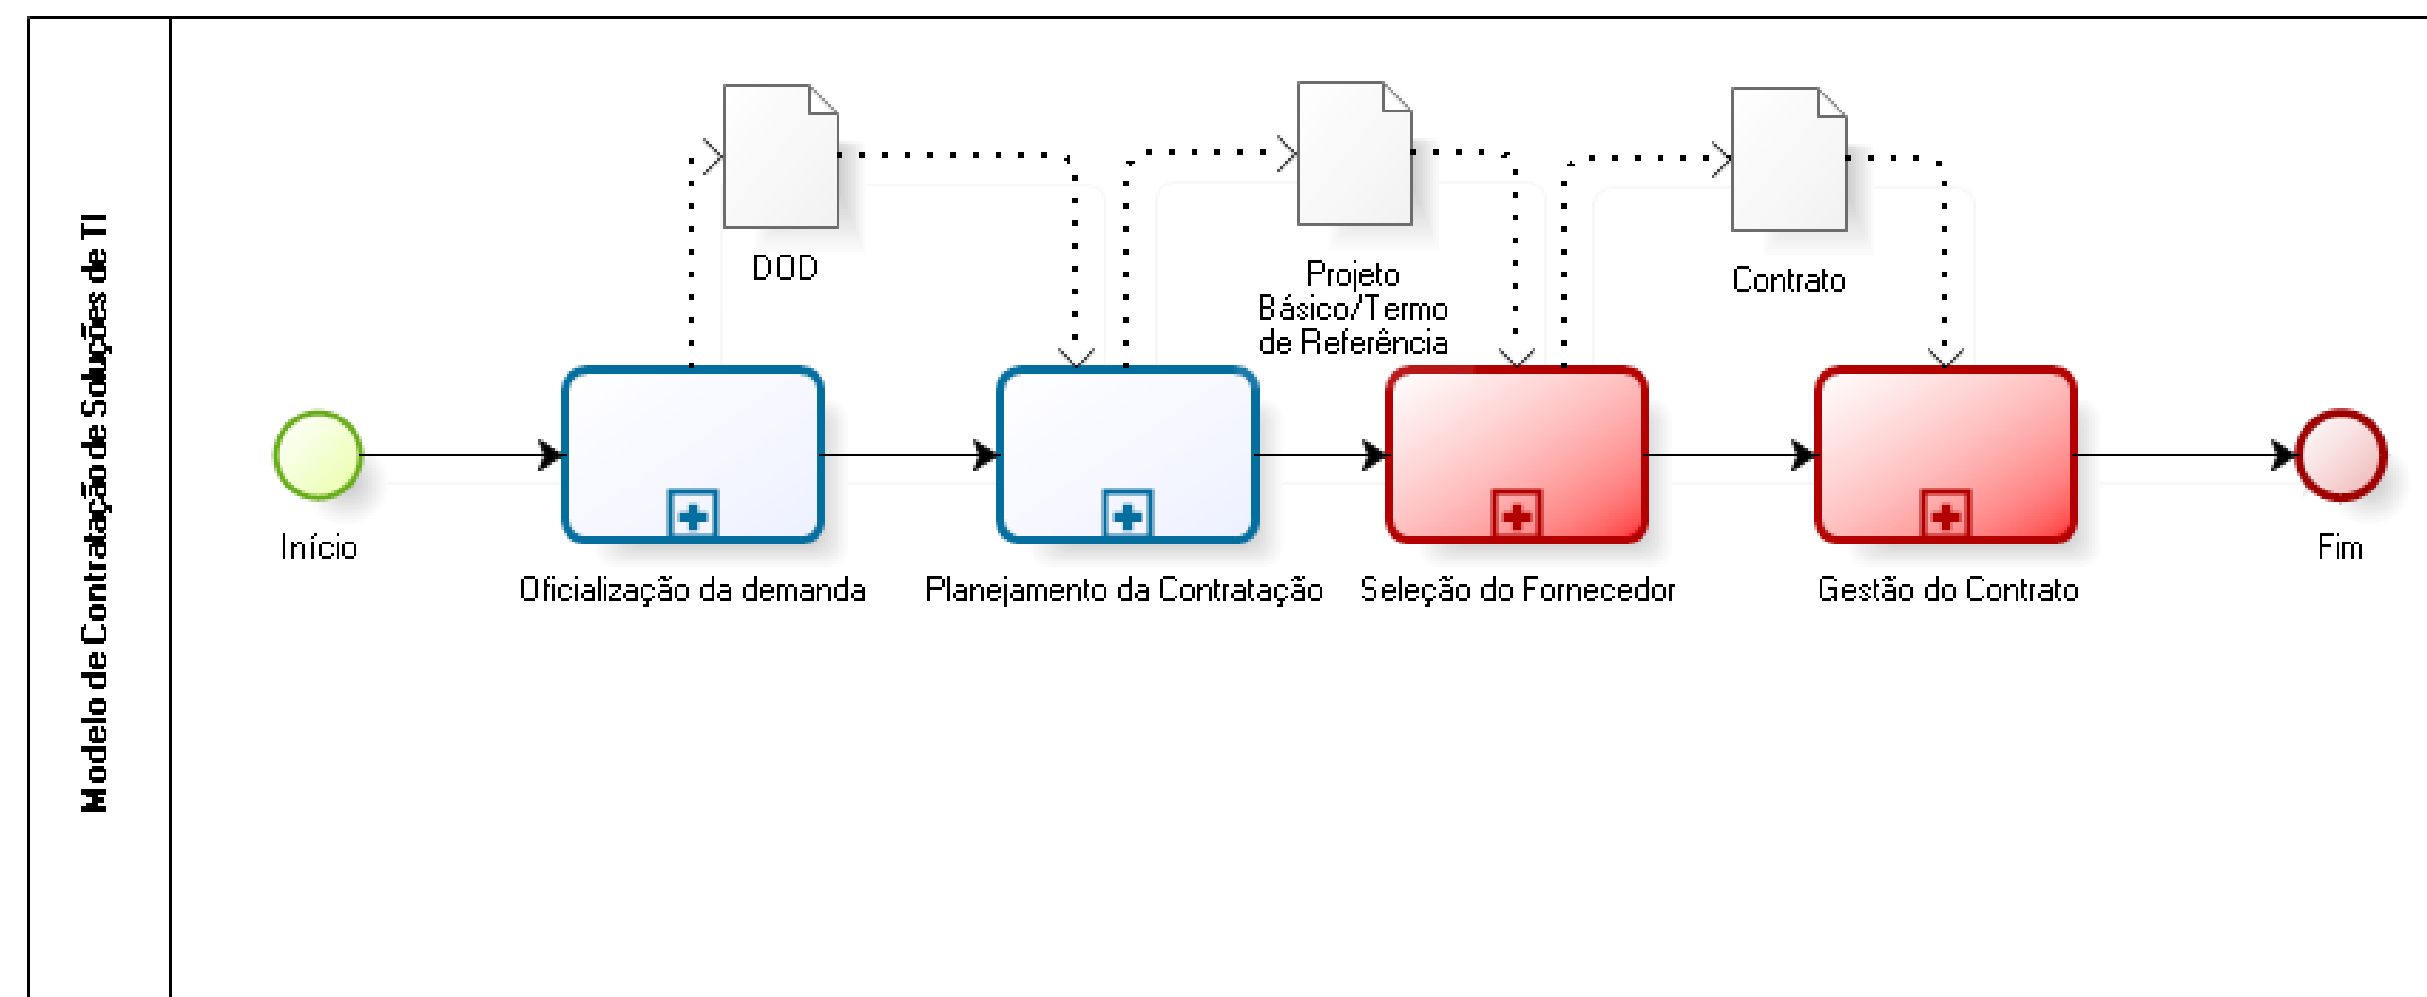 Modelo de Contratação de Soluções de TI
DOD
Projeto
Básico/Termo
de Referência
Contrato
Início
Oficialização da demanda
Planejamento da Contratação
Seleção do Fornecedor
Gestão do Contrato
Fim